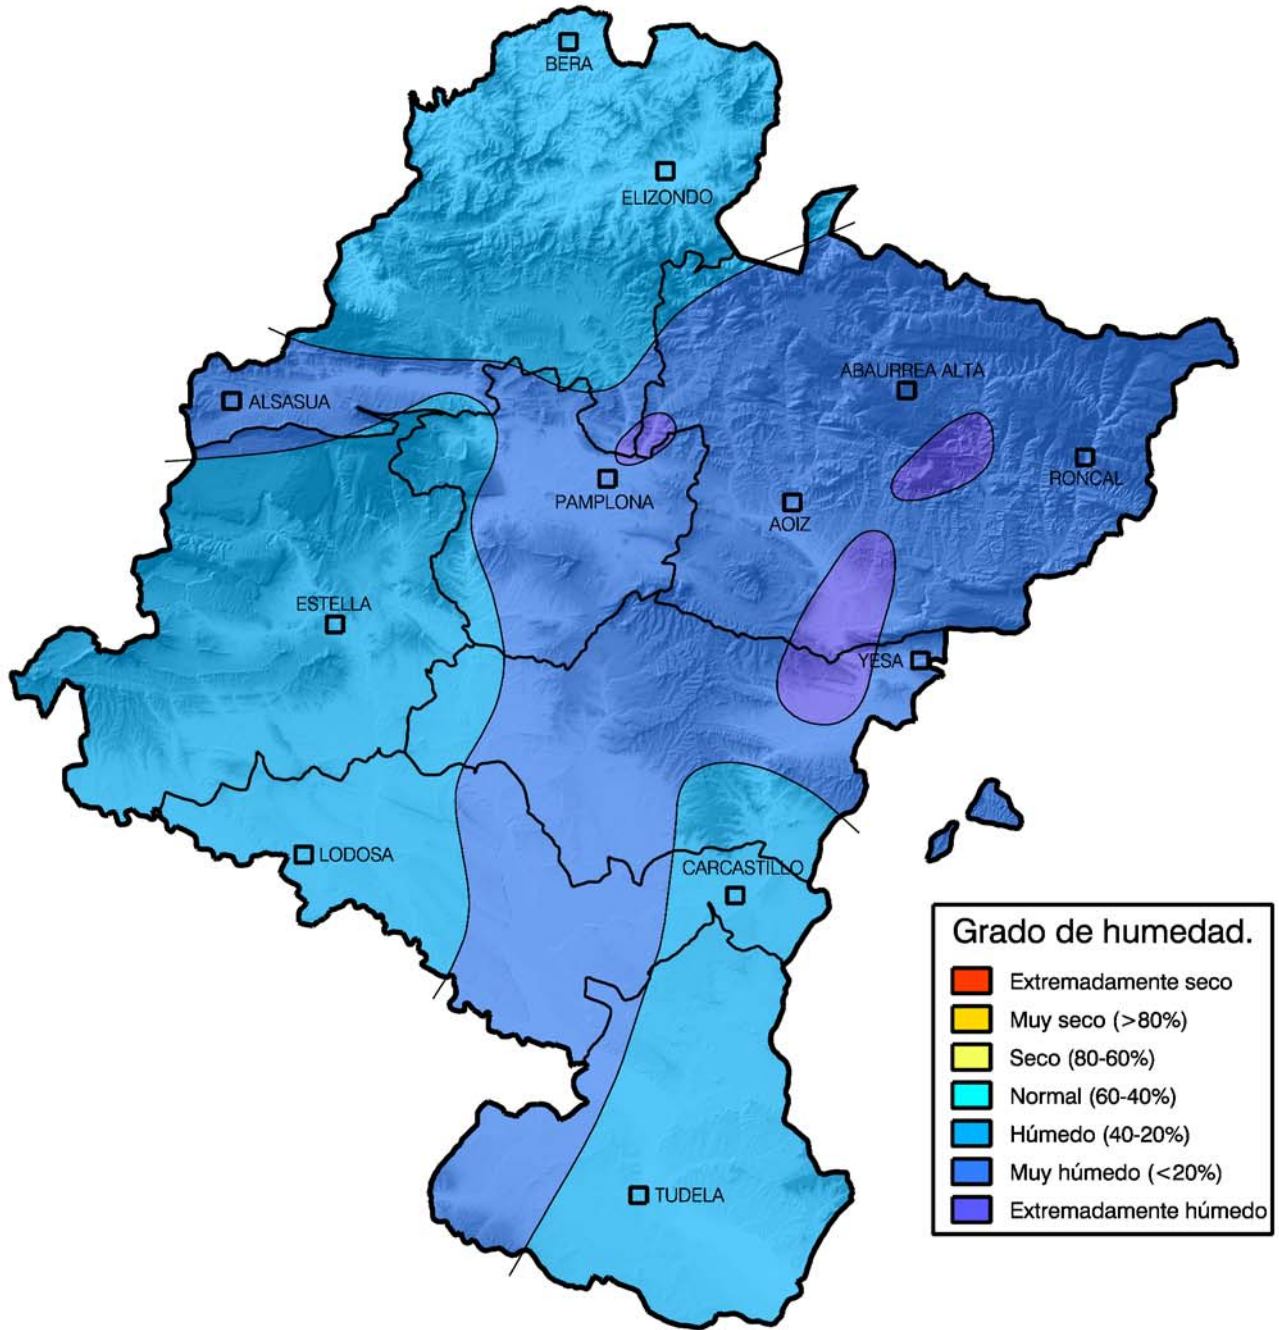 BERA
ELIZONDO
ABAURREA ALTA
ALSASUA
RONCAL
PAMPLONA
AOIZ
ESTELLA
YESA
LODOSA
CARCASTILLO
TUDELA
Grado de humedad.
Extremadamente seco
Muy seco (>80%)
Seco (80-60%)
Normal (60-40%)
Húmedo (40-20%)
Muy húmedo (<20%)
Extremadamente húmedo